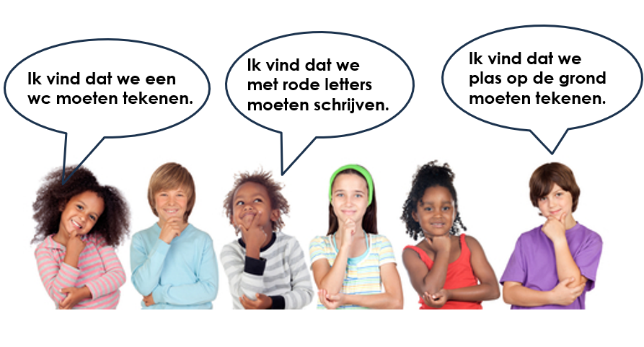 Ik vind dat we een
wc moeten tekenen.
Ik vind dat we
met rode letters
moeten schrijven.
Ik vind dat we
plas op de grond
moeten tekenen.